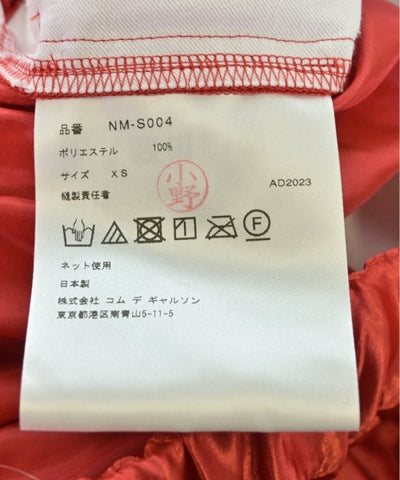 品番 NM-S004
ポリエステル 100%
サイズ XS
縫製責任者 小野 AD2023
F
ネット使用
日本製
株式会社 コム デ ギャルソン
東京都港区南青山5-11-5